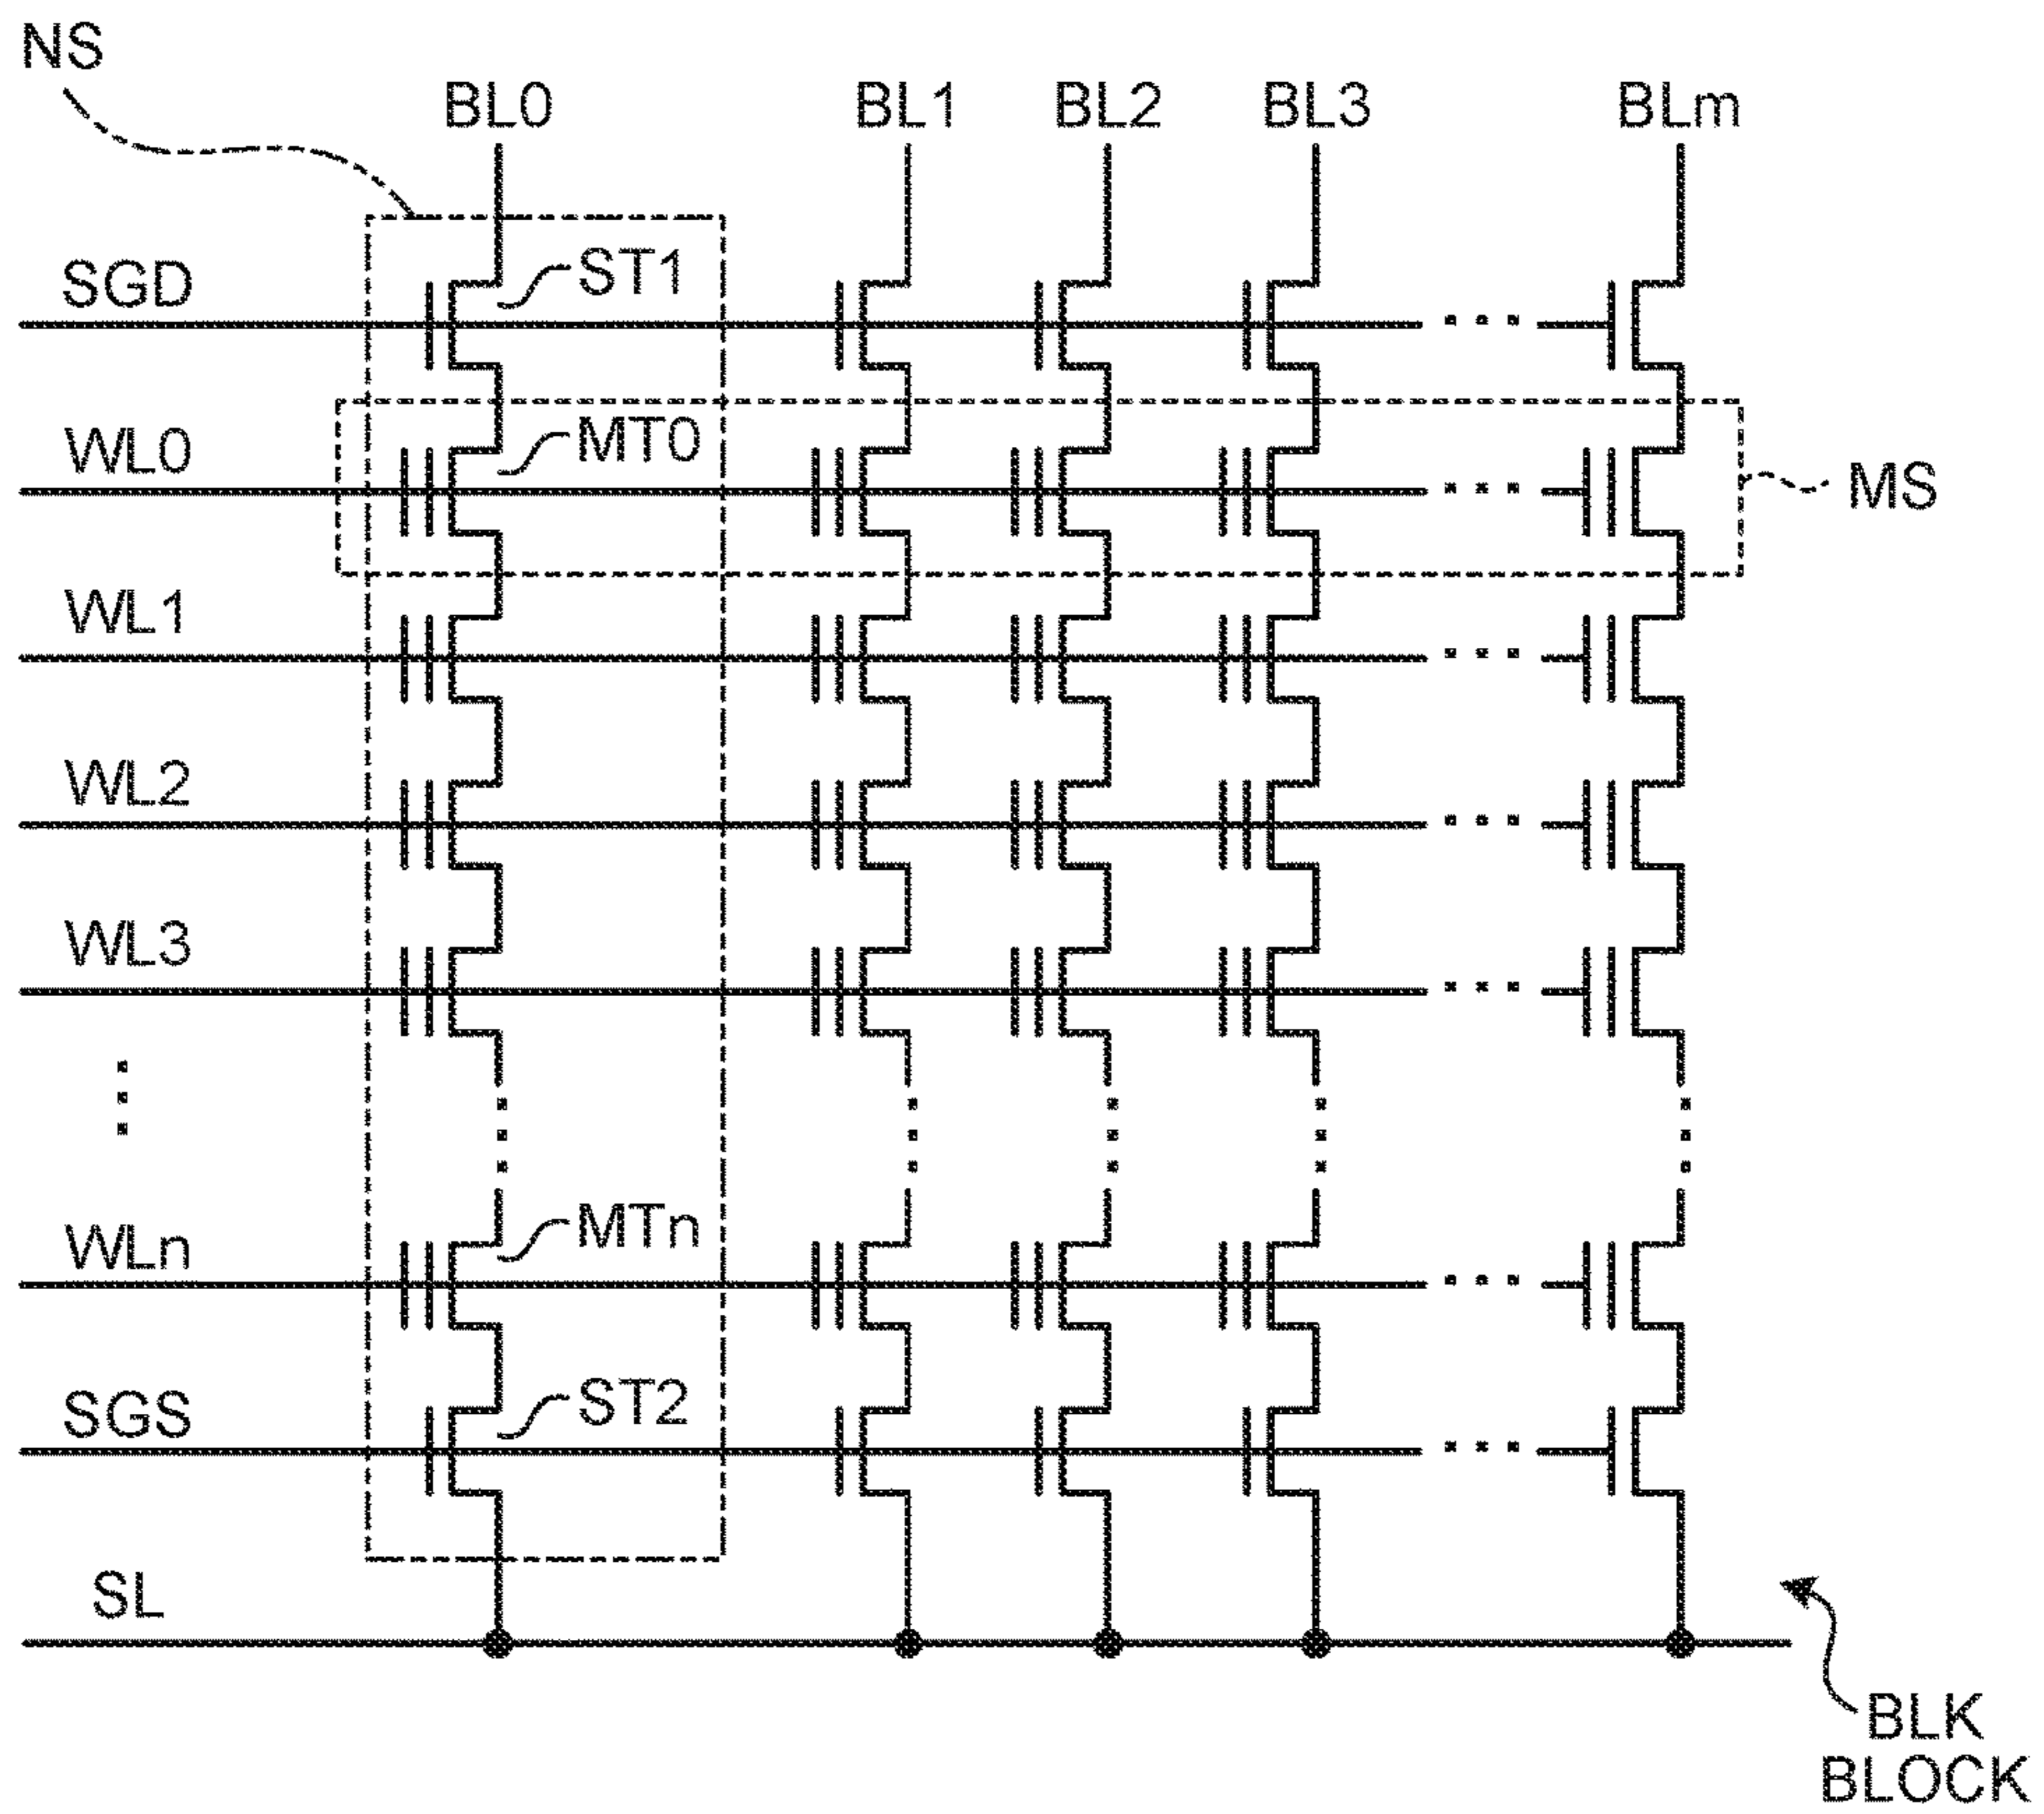 NS
BL0 BL1 BL2 BL3 BLm
SGD ST1
WL0 MT0 MS
WL1
WL2
WL3
WLn MTn
SGS ST2
SL
BLK
BLOCK